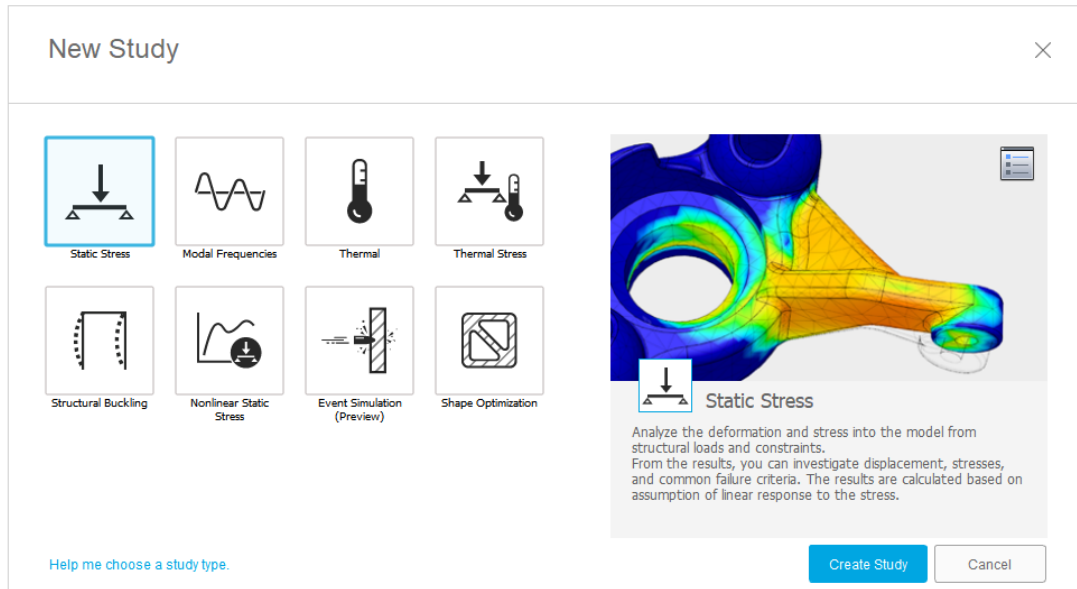 New Study
Static Stress
Modal Frequencies
Thermal
Thermal Stress
Structural Buckling
Nonlinear Static
Stress
Event Simulation
(Preview)
Shape Optimization
Static Stress
Analyze the deformation and stress into the model from
structural loads and constraints.
From the results, you can investigate displacement, stresses,
and common failure criteria. The results are calculated based on
assumption of linear response to the stress.
Help me choose a study type.
Create Study
Cancel